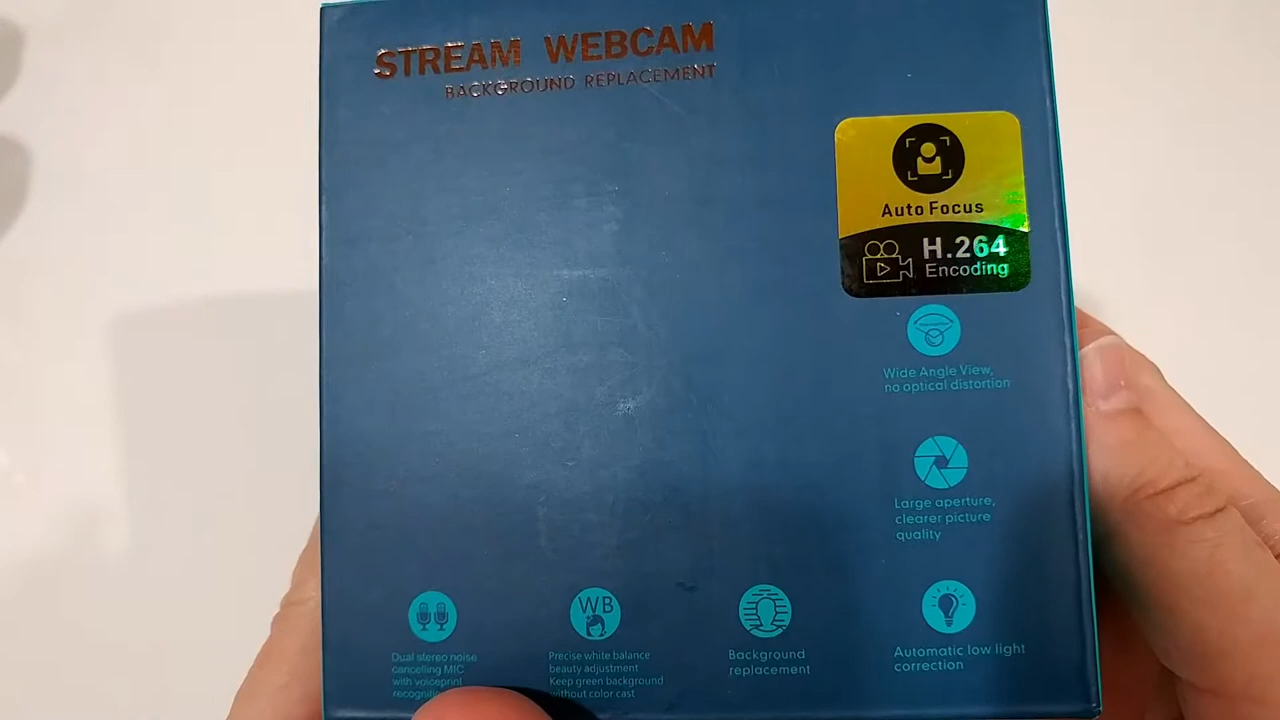 STREAM WEBCAM
BACKGROUND REPLACEMENT
Auto Focus
H.264
Encoding
Wide Angle View,
no optical distortion
Large aperture,
clearer picture
quality
Dual stereo noise
cancelling MIC
with voiceprint
WB
Precise white balance
beauty adjustment
Keep green background
without color cast
Background
replacement
Automatic low light
correction